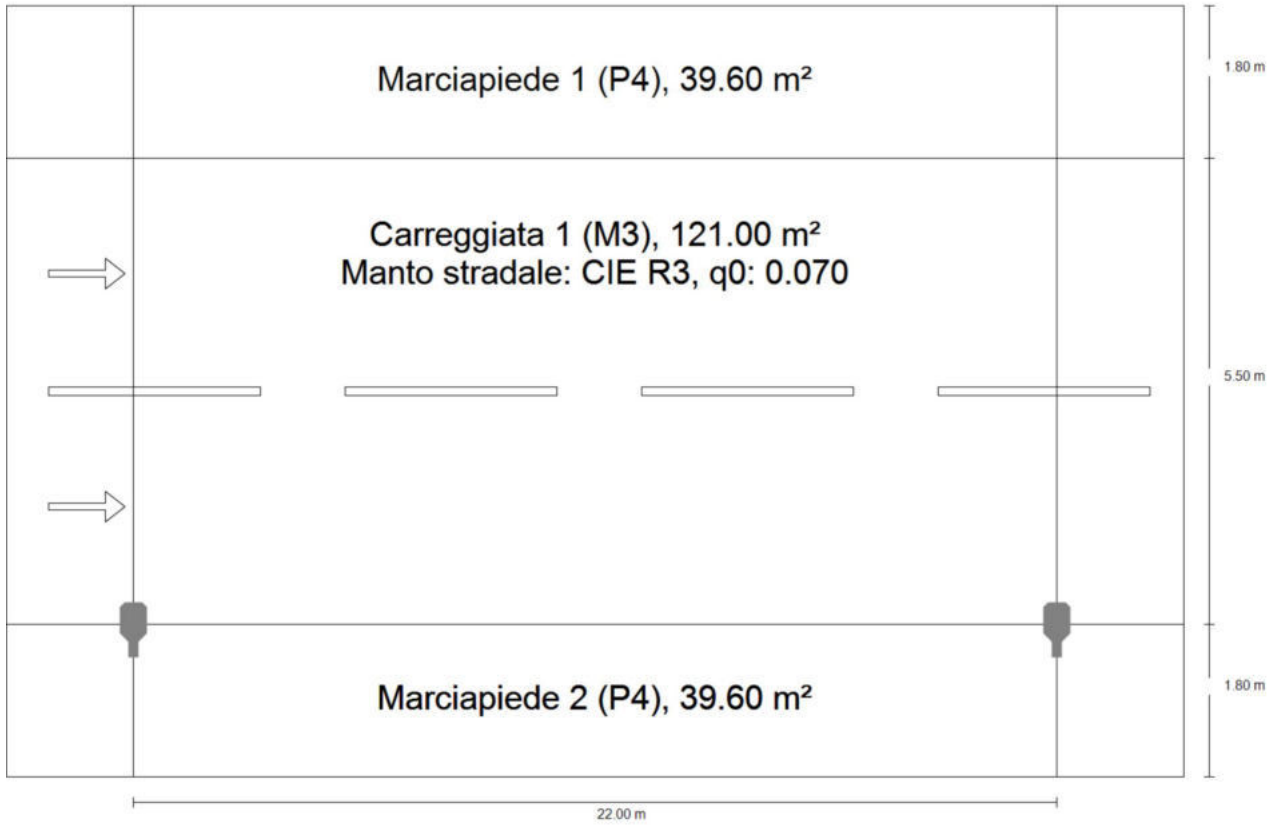 Marciapiede 1 (P4), 39.60 m²
1.80 m
Carreggiata 1 (M3), 121.00 m²
Manto stradale: CIE R3, q0: 0.070
5.50 m
Marciapiede 2 (P4), 39.60 m²
1.80 m
22.00 m